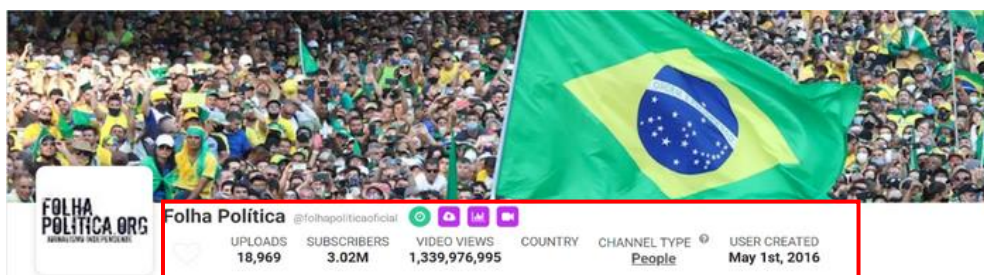 FOLHA
POLÍTICA.ORG
JORNALISMO INDEPENDENTE
Folha Política @folhapoliticaoficial
UPLOADS SUBSCRIBERS VIDEO VIEWS COUNTRY CHANNEL TYPE USER CREATED
18,969 3.02M 1,339,976,995 People May 1st, 2016